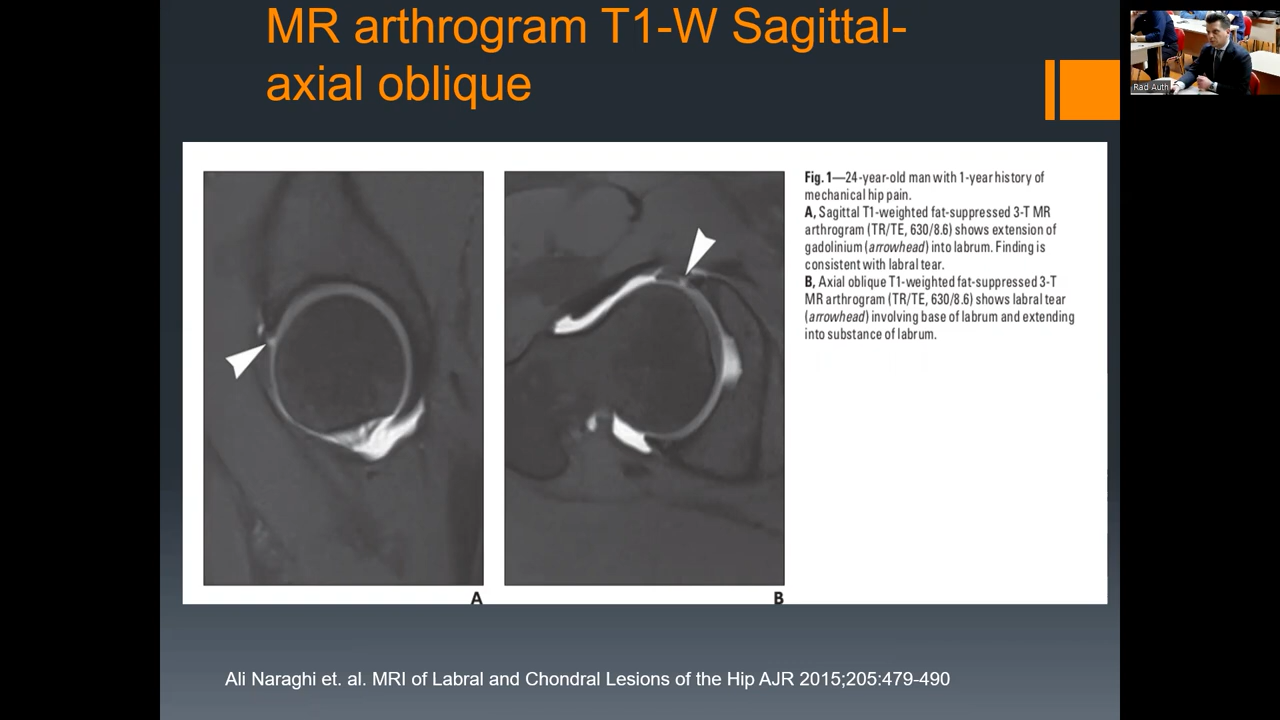 MR arthrogram T1-W Sagittal-
axial oblique
Rad Auth
Fig. 1—24-year-old man with 1-year history of
mechanical hip pain.
A, Sagittal T1-weighted fat-suppressed 3-T MR
arthrogram (TR/TE, 630/8.6) shows extension of
gadolinium (arrowhead) into labrum. Finding is
consistent with labral tear.
B, Axial oblique T1-weighted fat-suppressed 3-T
MR arthrogram (TR/TE, 630/8.6) shows labral tear
(arrowhead) involving base of labrum and extending
into substance of labrum.
A
B
Ali Naraghi et. al. MRI of Labral and Chondral Lesions of the Hip AJR 2015;205:479-490